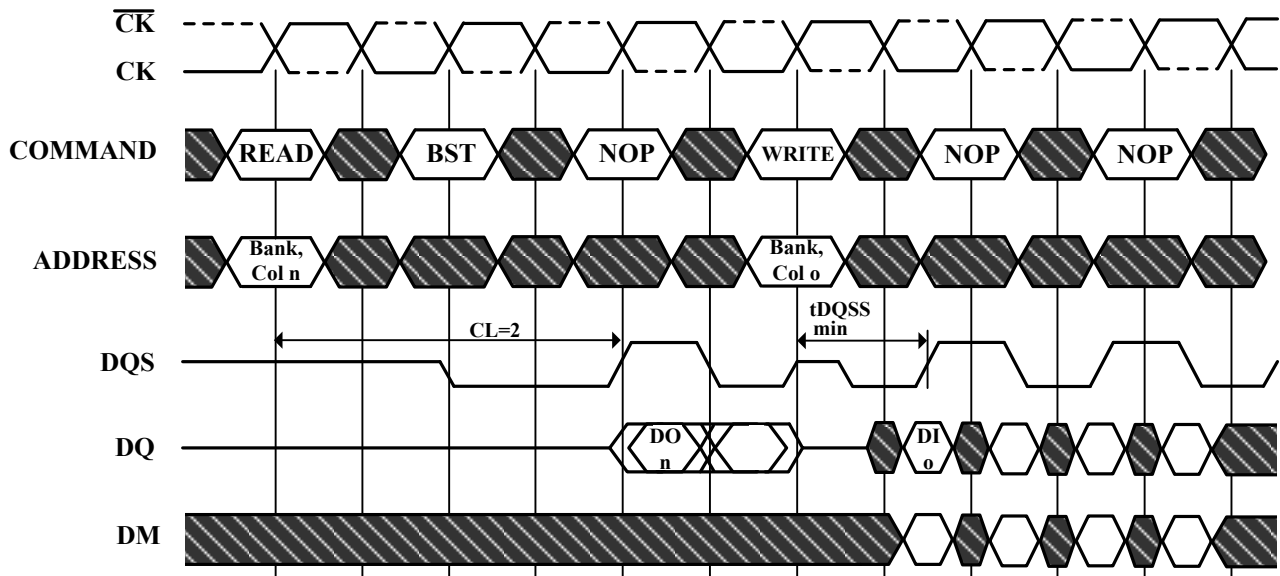 CK
CK
COMMAND
READ
BST
NOP
WRITE
NOP
NOP
ADDRESS
Bank,
Col n
Bank,
Col o
tDQSS
min
CL=2
DQS
DQ
DO
n
DI
o
DM